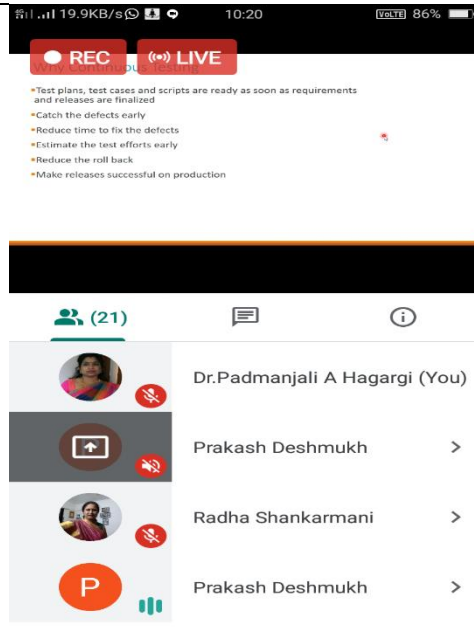 19.9KB/s 10:20 VoLTE 86%
REC LIVE
Why Continuous Testing
Test plans, test cases and scripts are ready as soon as requirements
and releases are finalized
Catch the defects early
Reduce time to fix the defects
Estimate the test efforts early
Reduce the roll back
Make releases successful on production
(21)
Dr.Padmanjali A Hagargi (You)
Prakash Deshmukh
Radha Shankarmani
P Prakash Deshmukh